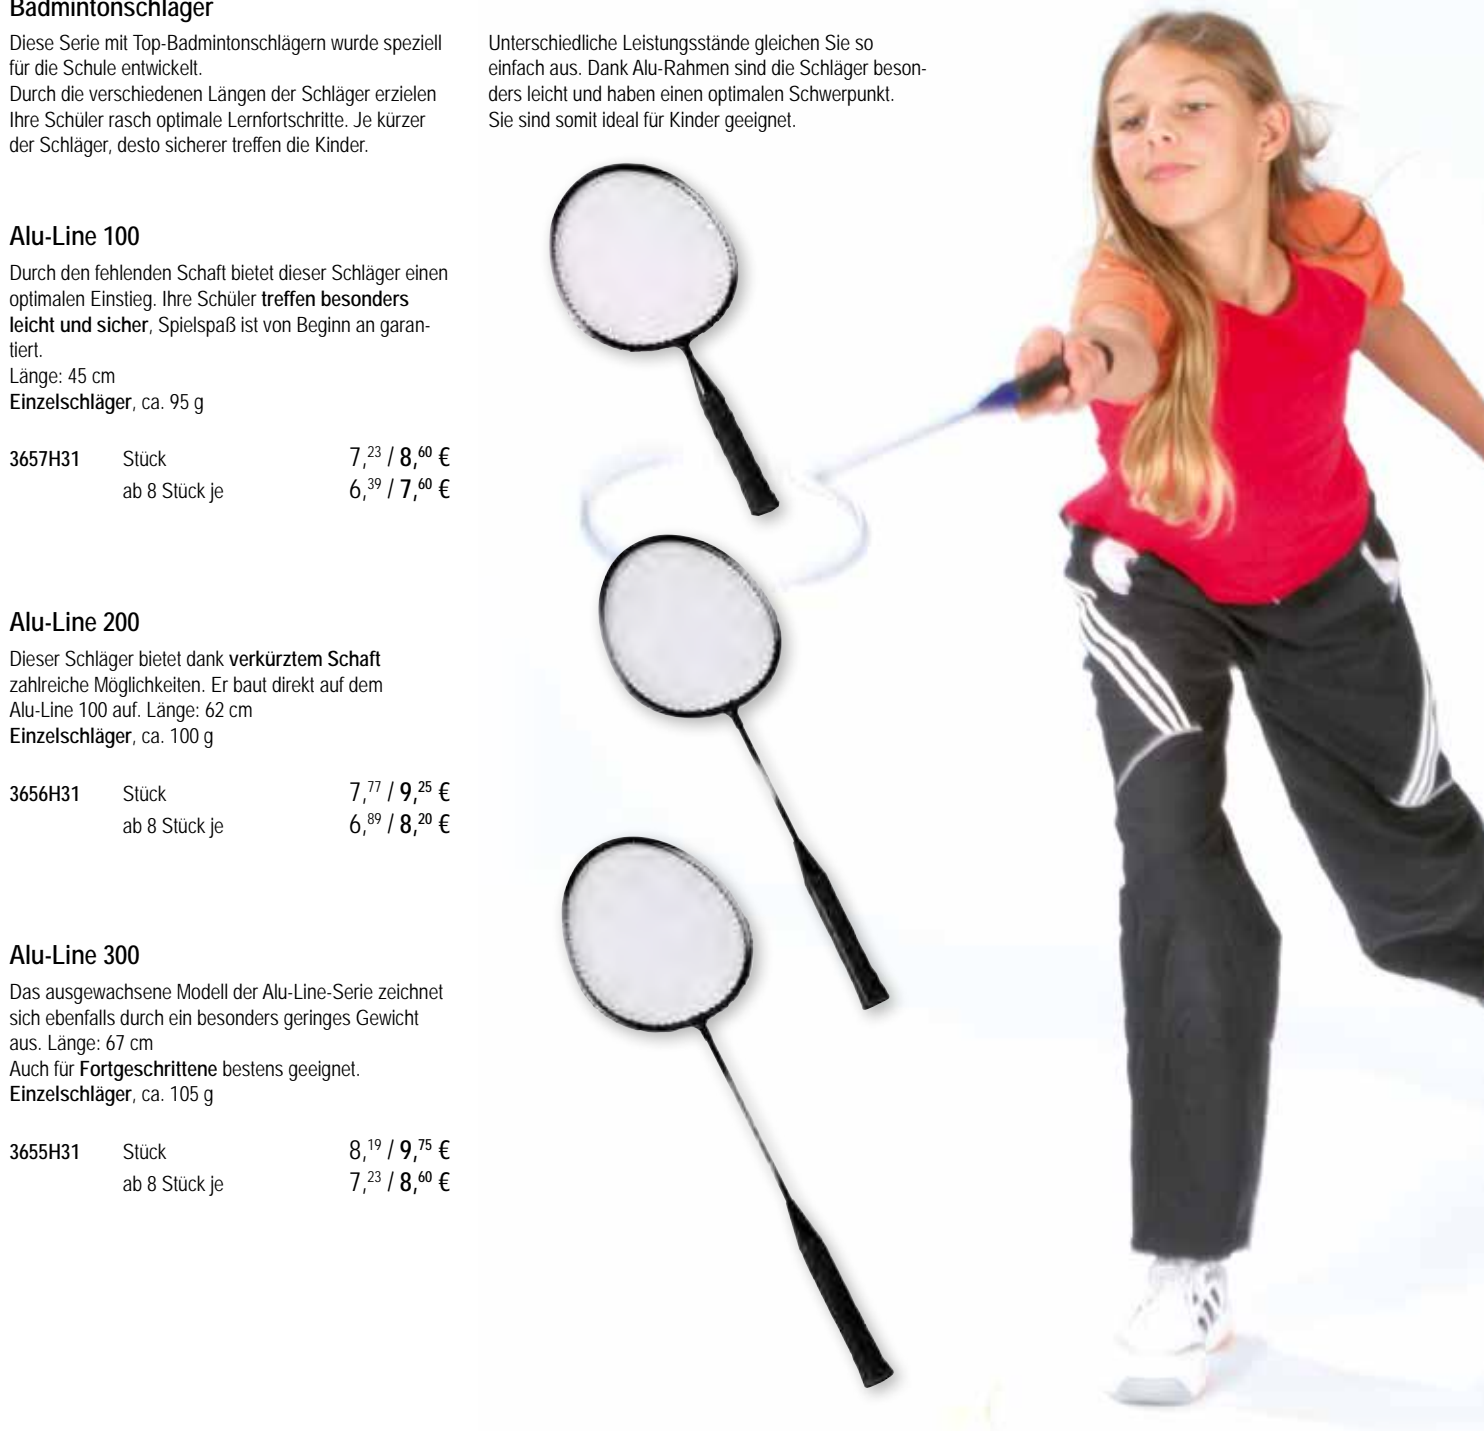 Badmintonschläger
Diese Serie mit Top-Badmintonschlägern wurde speziell
für die Schule entwickelt.
Durch die verschiedenen Längen der Schläger erzielen
Ihre Schüler rasch optimale Lernfortschritte. Je kürzer
der Schläger, desto sicherer treffen die Kinder.
Unterschiedliche Leistungsstände gleichen Sie so
einfach aus. Dank Alu-Rahmen sind die Schläger beson-
ders leicht und haben einen optimalen Schwerpunkt.
Sie sind somit ideal für Kinder geeignet.
Alu-Line 100
Durch den fehlenden Schaft bietet dieser Schläger einen
optimalen Einstieg. Ihre Schüler treffen besonders
leicht und sicher, Spielspaß ist von Beginn an garan-
tiert.
Länge: 45 cm
Einzelschläger, ca. 95 g
3657H31 Stück 7,23 / 8,60 €
ab 8 Stück je 6,39 / 7,60 €
Alu-Line 200
Dieser Schläger bietet dank verkürztem Schaft
zahlreiche Möglichkeiten. Er baut direkt auf dem
Alu-Line 100 auf. Länge: 62 cm
Einzelschläger, ca. 100 g
3656H31 Stück 7,77 / 9,25 €
ab 8 Stück je 6,89 / 8,20 €
Alu-Line 300
Das ausgewachsene Modell der Alu-Line-Serie zeichnet
sich ebenfalls durch ein besonders geringes Gewicht
aus. Länge: 67 cm
Auch für Fortgeschrittene bestens geeignet.
Einzelschläger, ca. 105 g
3655H31 Stück 8,19 / 9,75 €
ab 8 Stück je 7,23 / 8,60 €